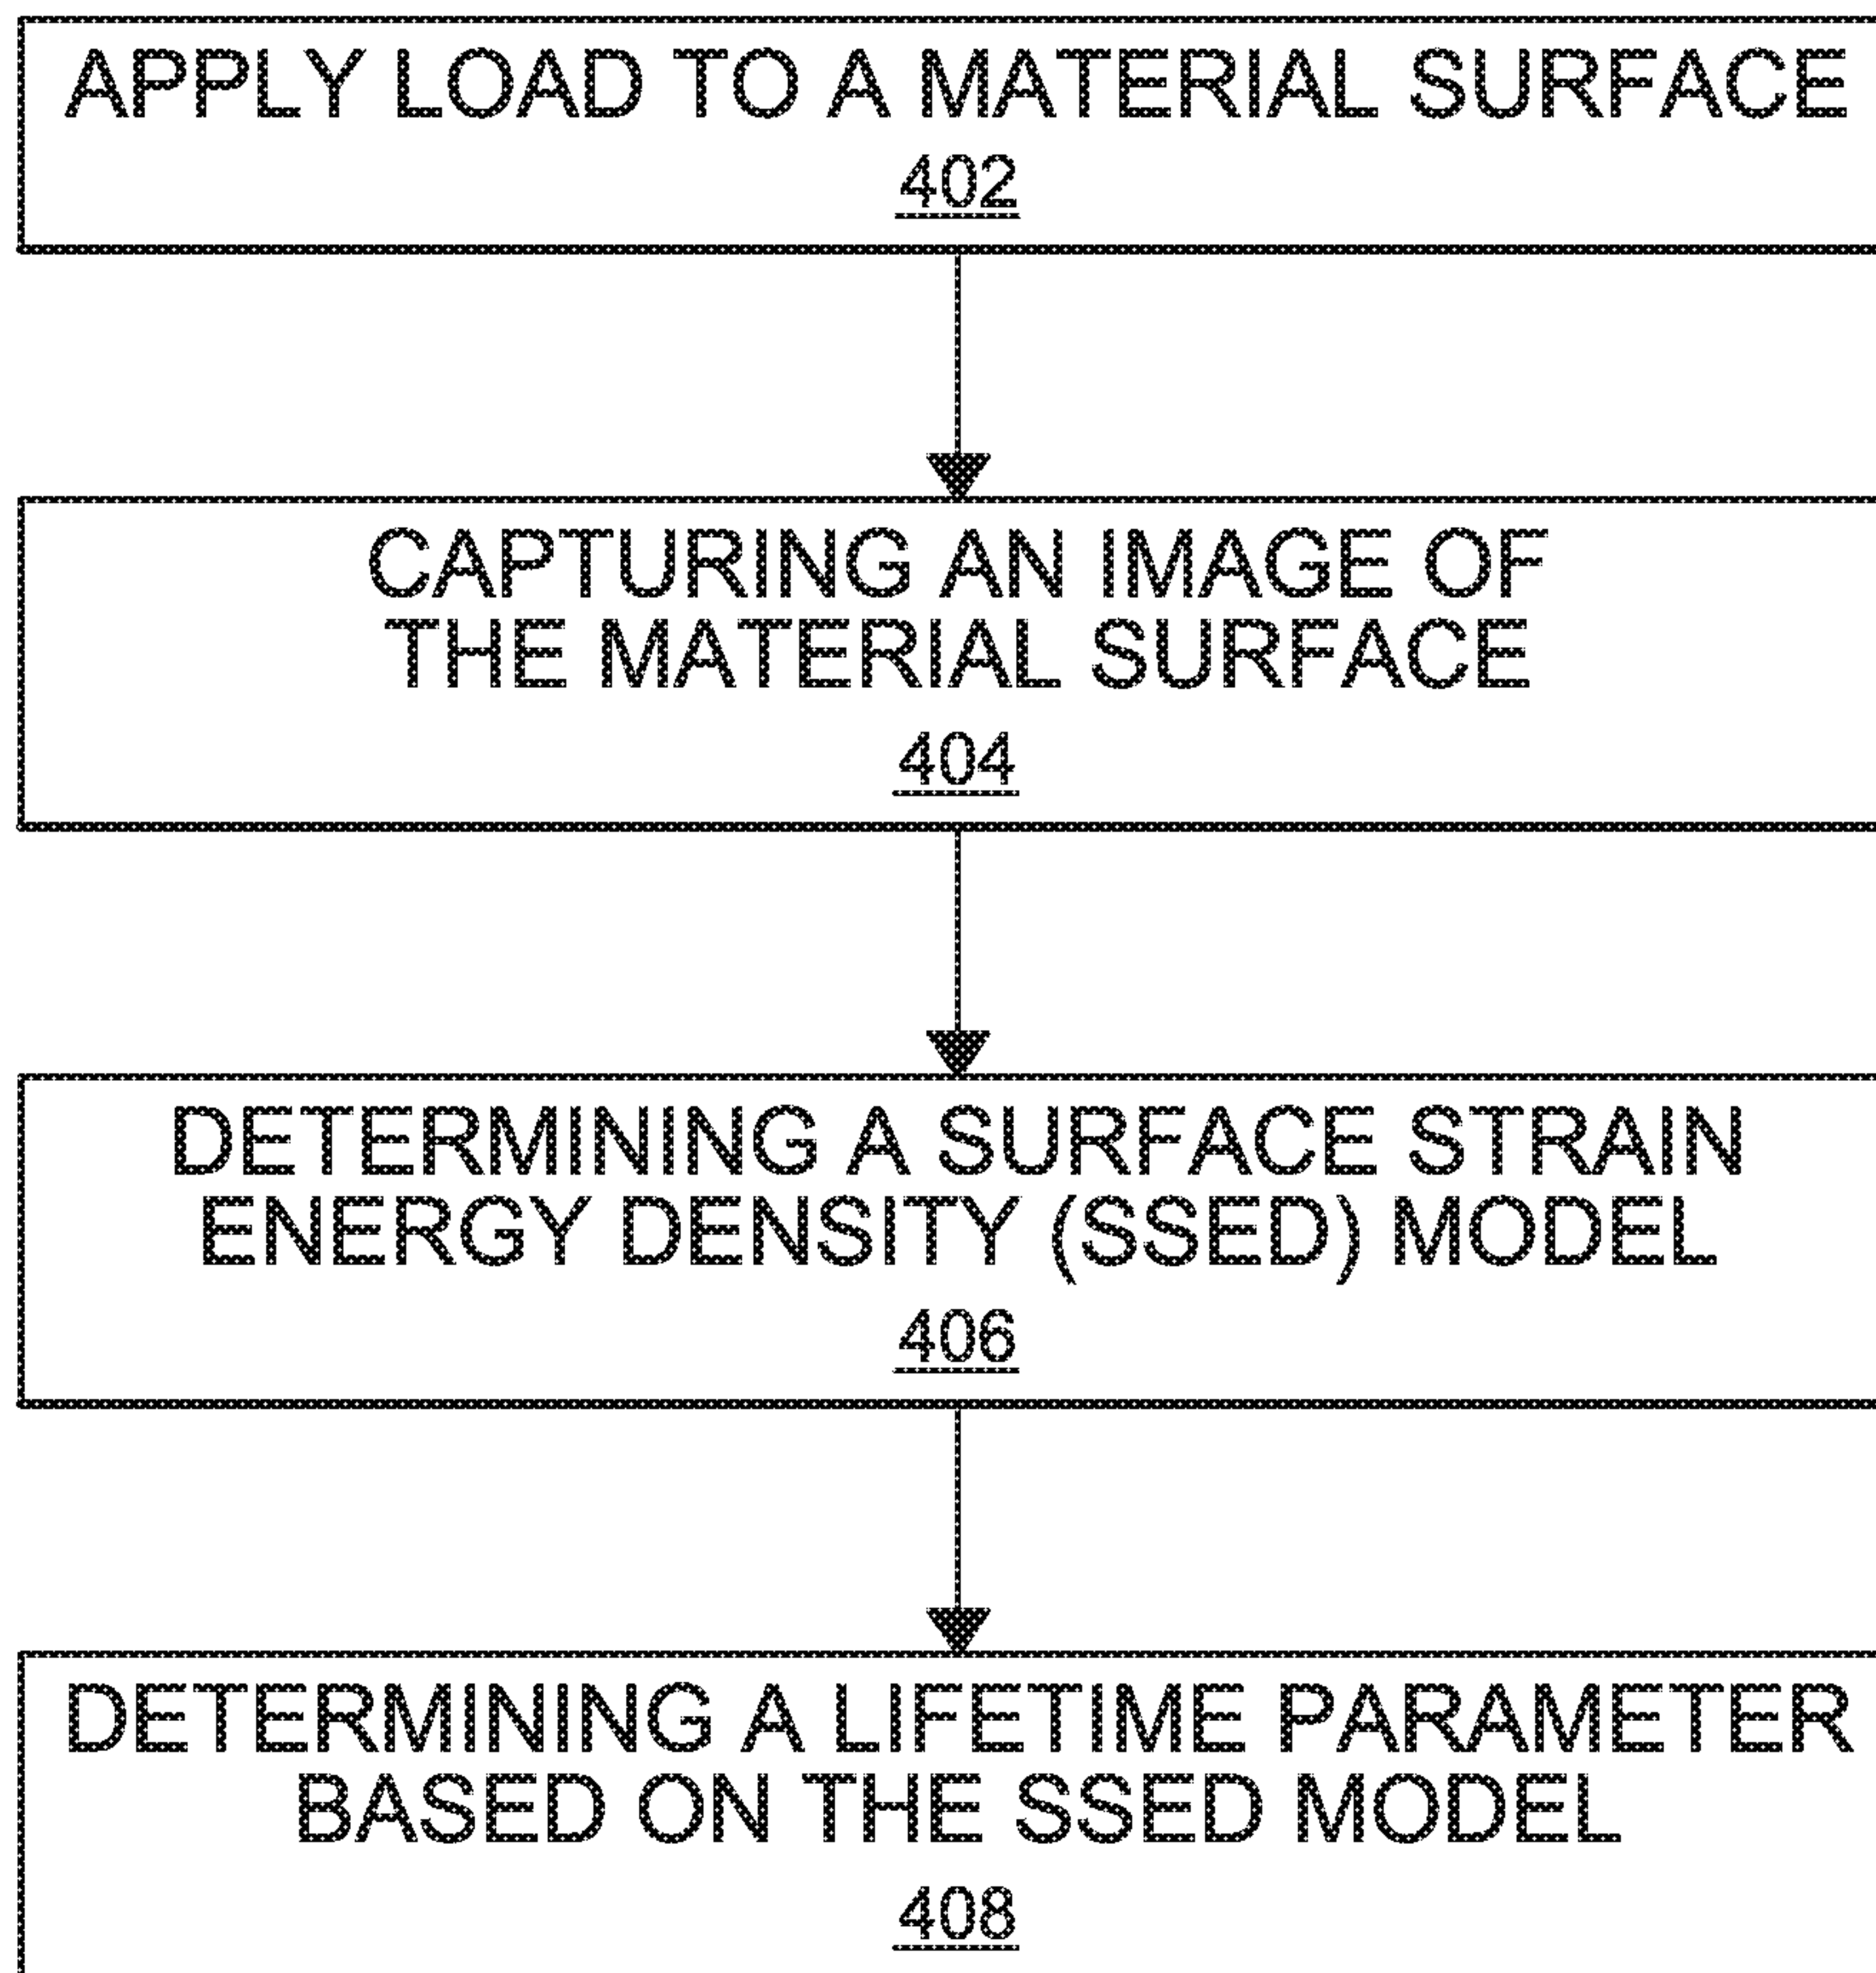 APPLY LOAD TO A MATERIAL SURFACE
402
CAPTURING AN IMAGE OF
THE MATERIAL SURFACE
404
DETERMINING A SURFACE STRAIN
ENERGY DENSITY (SSED) MODEL
406
DETERMINING A LIFETIME PARAMETER
BASED ON THE SSED MODEL
408